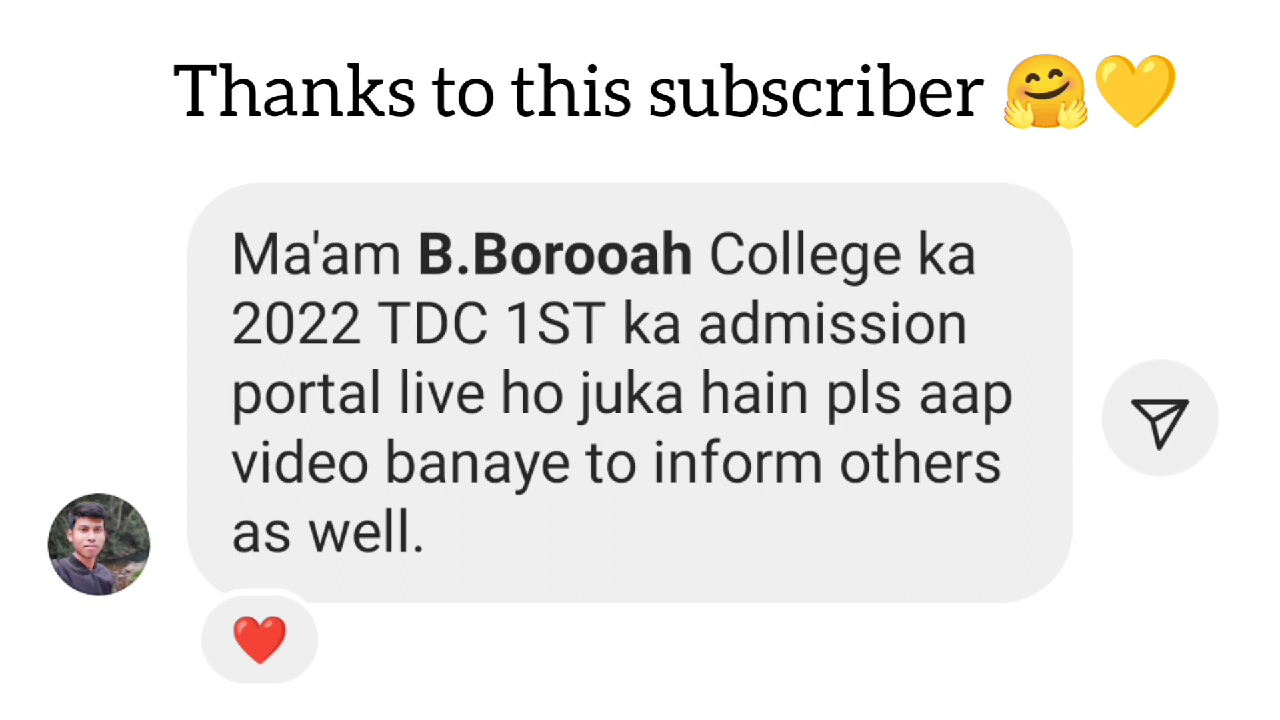 Thanks to this subscriber 🤗💛
Ma'am B.Borooah College ka
2022 TDC 1ST ka admission
portal live ho juka hain pls aap
video banaye to inform others
as well.